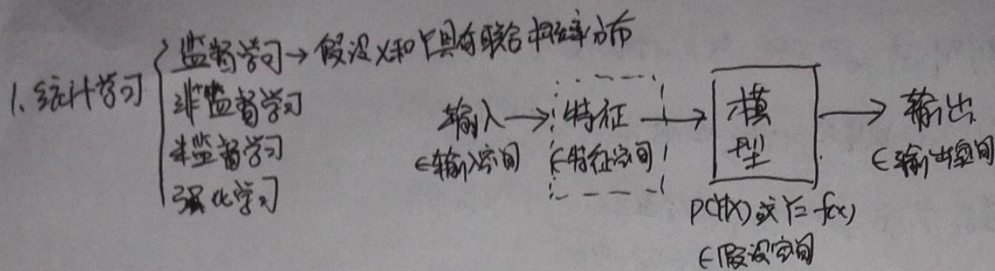 1. 统计学习
监督学习→假设X和Y具有联合概率分布
非监督学习
半监督学习
强化学习
输入→特征→模型→输出
∈输入空间 ∈特征空间 ∈输出空间
P(Y|X)或Y=f(x)
∈假设空间